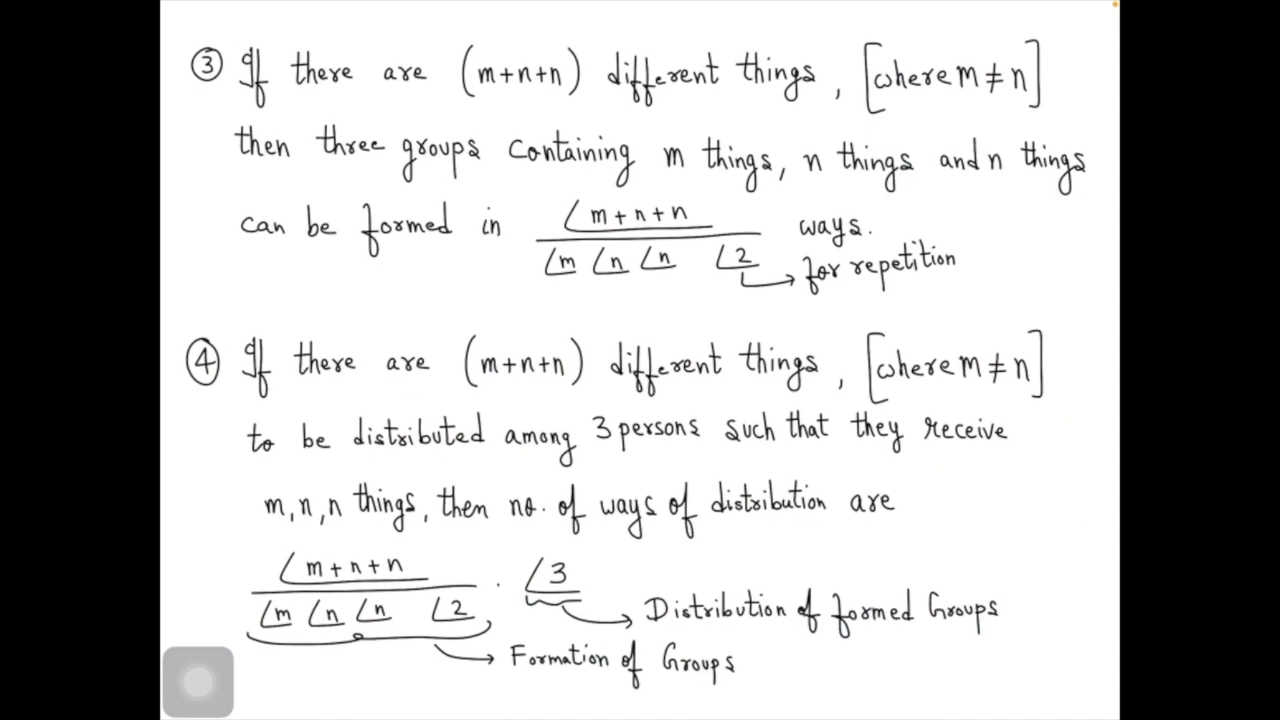 ③ If there are (m+n+n) different things, [where m ≠ n]
then three groups containing m things, n things and n things
can be formed in ∠m+n+n / ∠m ∠n ∠n ∠2 ways.
→ for repetition
④ If there are (m+n+n) different things, [where m ≠ n]
to be distributed among 3 persons such that they receive
m, n, n things, then no. of ways of distribution are
∠m+n+n / ∠m ∠n ∠n ∠2 · ∠3
→ Distribution of formed Groups
→ Formation of Groups